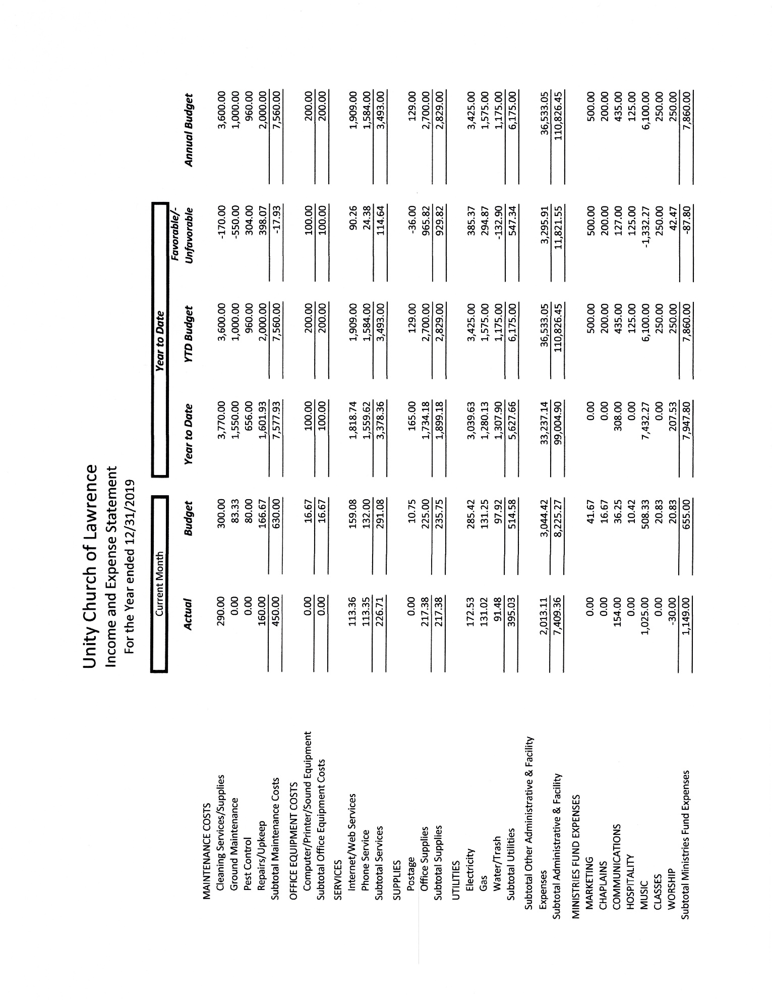 Unity Church of Lawrence
Income and Expense Statement
For the Year ended 12/31/2019
Current Month Year to Date
Favorable/-
Actual Budget Year to Date YTD Budget Unfavorable Annual Budget
MAINTENANCE COSTS
Cleaning Services/Supplies 290.00 300.00 3,770.00 3,600.00 -170.00 3,600.00
Ground Maintenance 0.00 83.33 1,550.00 1,000.00 -550.00 1,000.00
Pest Control 0.00 80.00 656.00 960.00 304.00 960.00
Repairs/Upkeep 160.00 166.67 1,601.93 2,000.00 398.07 2,000.00
Subtotal Maintenance Costs 450.00 630.00 7,577.93 7,560.00 -17.93 7,560.00
OFFICE EQUIPMENT COSTS
Computer/Printer/Sound Equipment 0.00 16.67 100.00 200.00 100.00 200.00
Subtotal Office Equipment Costs 0.00 16.67 100.00 200.00 100.00 200.00
SERVICES
Internet/Web Services 113.36 159.08 1,818.74 1,909.00 90.26 1,909.00
Phone Service 113.35 132.00 1,559.62 1,584.00 24.38 1,584.00
Subtotal Services 226.71 291.08 3,378.36 3,493.00 114.64 3,493.00
SUPPLIES
Postage 0.00 10.75 165.00 129.00 -36.00 129.00
Office Supplies 217.38 225.00 1,734.18 2,700.00 965.82 2,700.00
Subtotal Supplies 217.38 235.75 1,899.18 2,829.00 929.82 2,829.00
UTILITIES
Electricity 172.53 285.42 3,039.63 3,425.00 385.37 3,425.00
Gas 131.02 131.25 1,280.13 1,575.00 294.87 1,575.00
Water/Trash 91.48 97.92 1,307.90 1,175.00 -132.90 1,175.00
Subtotal Utilities 395.03 514.58 5,627.66 6,175.00 547.34 6,175.00
Subtotal Other Administrative & Facility
Expenses 2,013.11 3,044.42 33,237.14 36,533.05 3,295.91 36,533.05
Subtotal Administrative & Facility 7,409.36 8,225.27 99,004.90 110,826.45 11,821.55 110,826.45
MINISTRIES FUND EXPENSES
MARKETING 0.00 41.67 0.00 500.00 500.00 500.00
CHAPLAINS 0.00 16.67 0.00 200.00 200.00 200.00
COMMUNICATIONS 154.00 36.25 308.00 435.00 127.00 435.00
HOSPITALITY 0.00 10.42 0.00 125.00 125.00 125.00
MUSIC 1,025.00 508.33 7,432.27 6,100.00 -1,332.27 6,100.00
CLASSES 0.00 20.83 0.00 250.00 250.00 250.00
WORSHIP -30.00 20.83 207.53 250.00 42.47 250.00
Subtotal Ministries Fund Expenses 1,149.00 655.00 7,947.80 7,860.00 -87.80 7,860.00